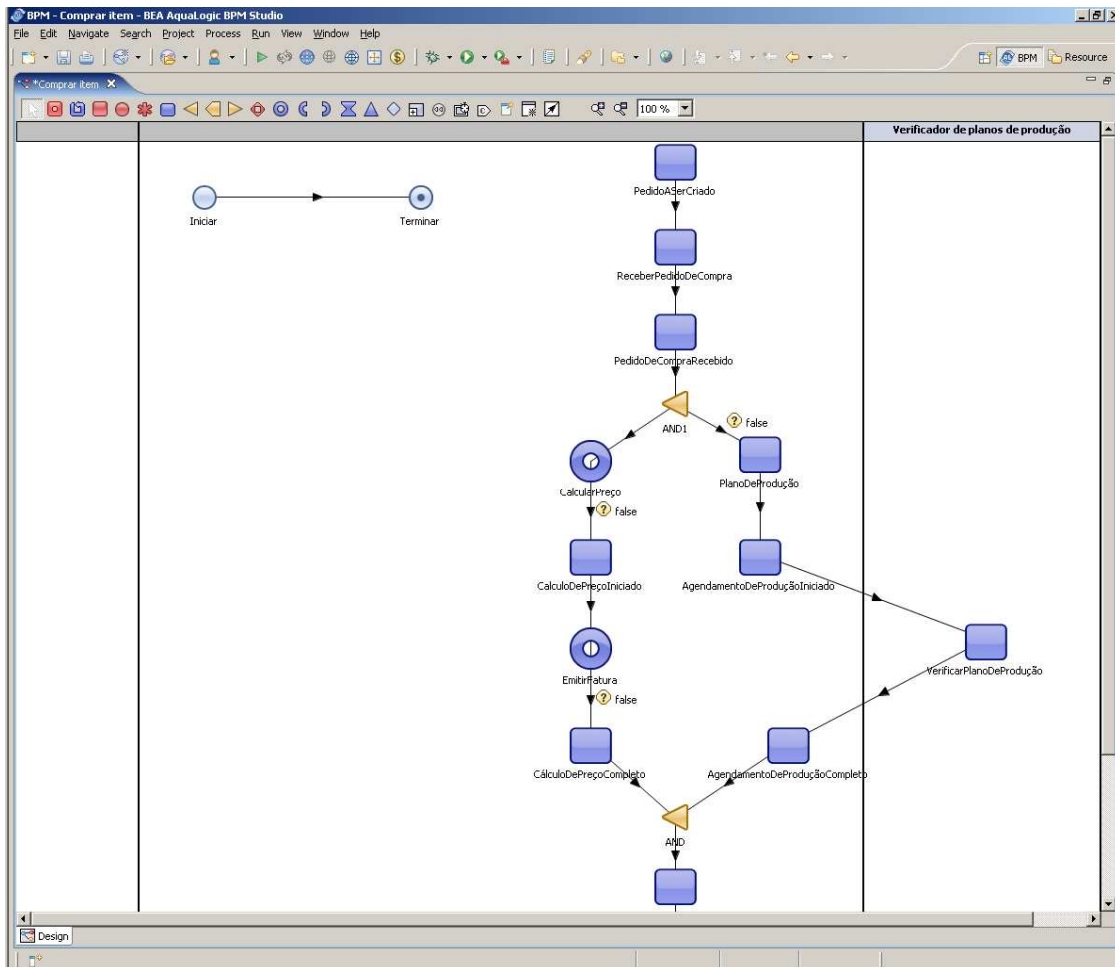 BPM - Comprar item - BEA AquaLogic BPM Studio
File Edit Navigate Search Project Process Run View Window Help
BPM Resource
*Comprar item
100 %
Verificador de planos de produção
PedidoASerCriado
Iniciar Terminar
ReceberPedidoDeCompra
PedidoDeCompraRecebido
false
AND1
CalcularPreço PlanoDeProdução
false
CalculoDePreçoIniciado AgendamentoDeProduçãoIniciado
VerificarPlanoDeProdução
EmitirFatura
false
CálculoDePreçoCompleto AgendamentoDeProduçãoCompleto
AND
Design